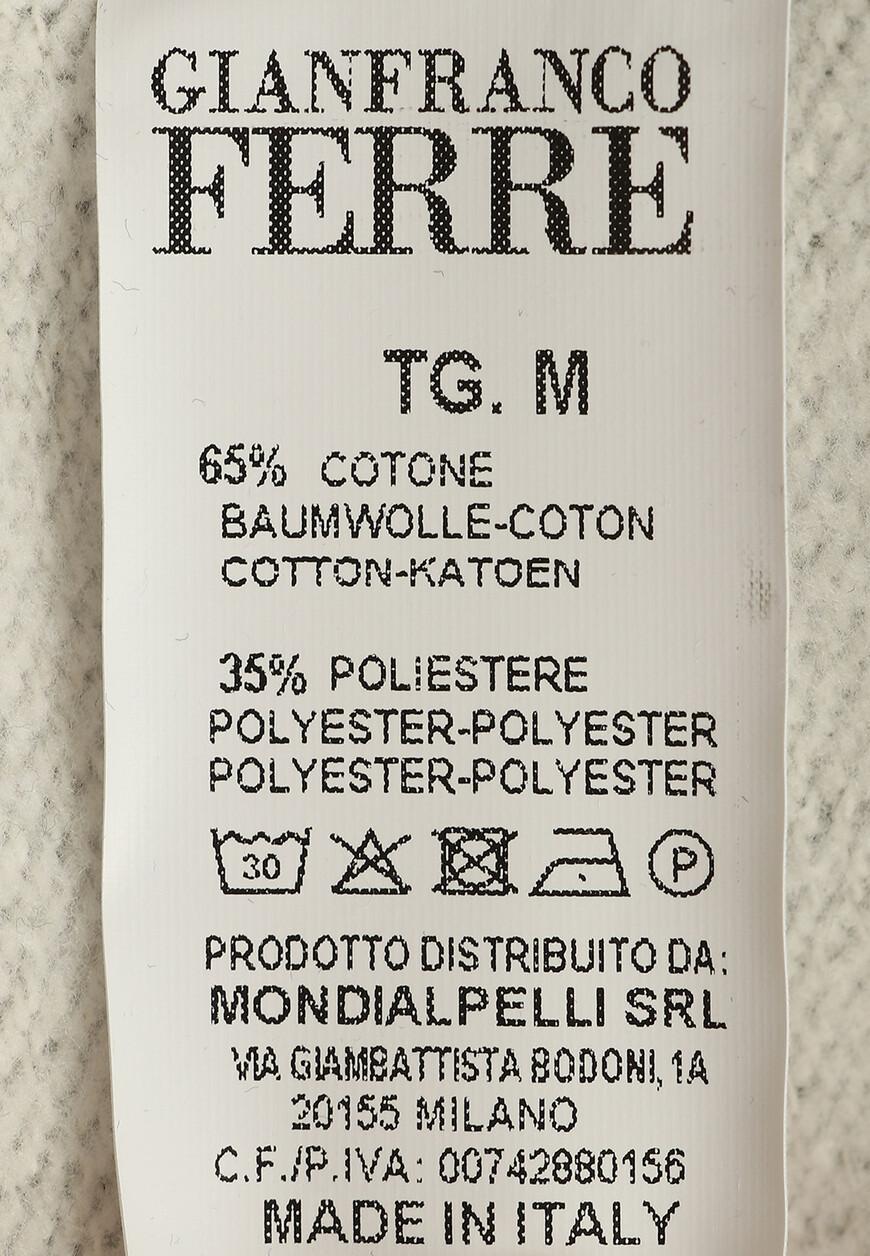 GIANFRANCO
FERRE
TG. M
65% COTONE
BAUMWOLLE-COTON
COTTON-KATOEN
35% POLIESTERE
POLYESTER-POLYESTER
POLYESTER-POLYESTER
30 P
PRODOTTO DISTRIBUITO DA:
MONDIALPELLI SRL
VIA GIAMBATTISTA BODONI, 1A
20155 MILANO
C.F./P.IVA: 00742880156
MADE IN ITALY